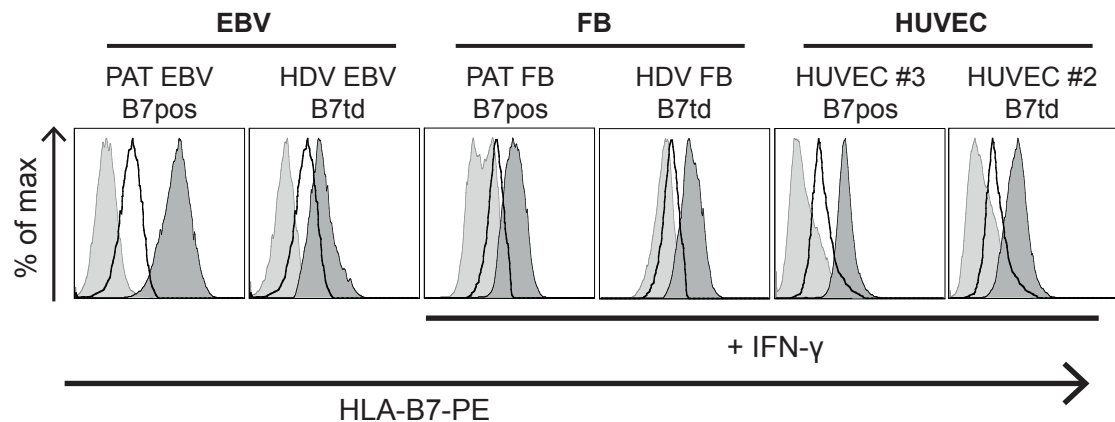 EBV FB HUVEC
PAT EBV HDV EBV PAT FB HDV FB HUVEC #3 HUVEC #2
B7pos B7td B7pos B7td B7pos B7td
% of max
+ IFN-γ
HLA-B7-PE